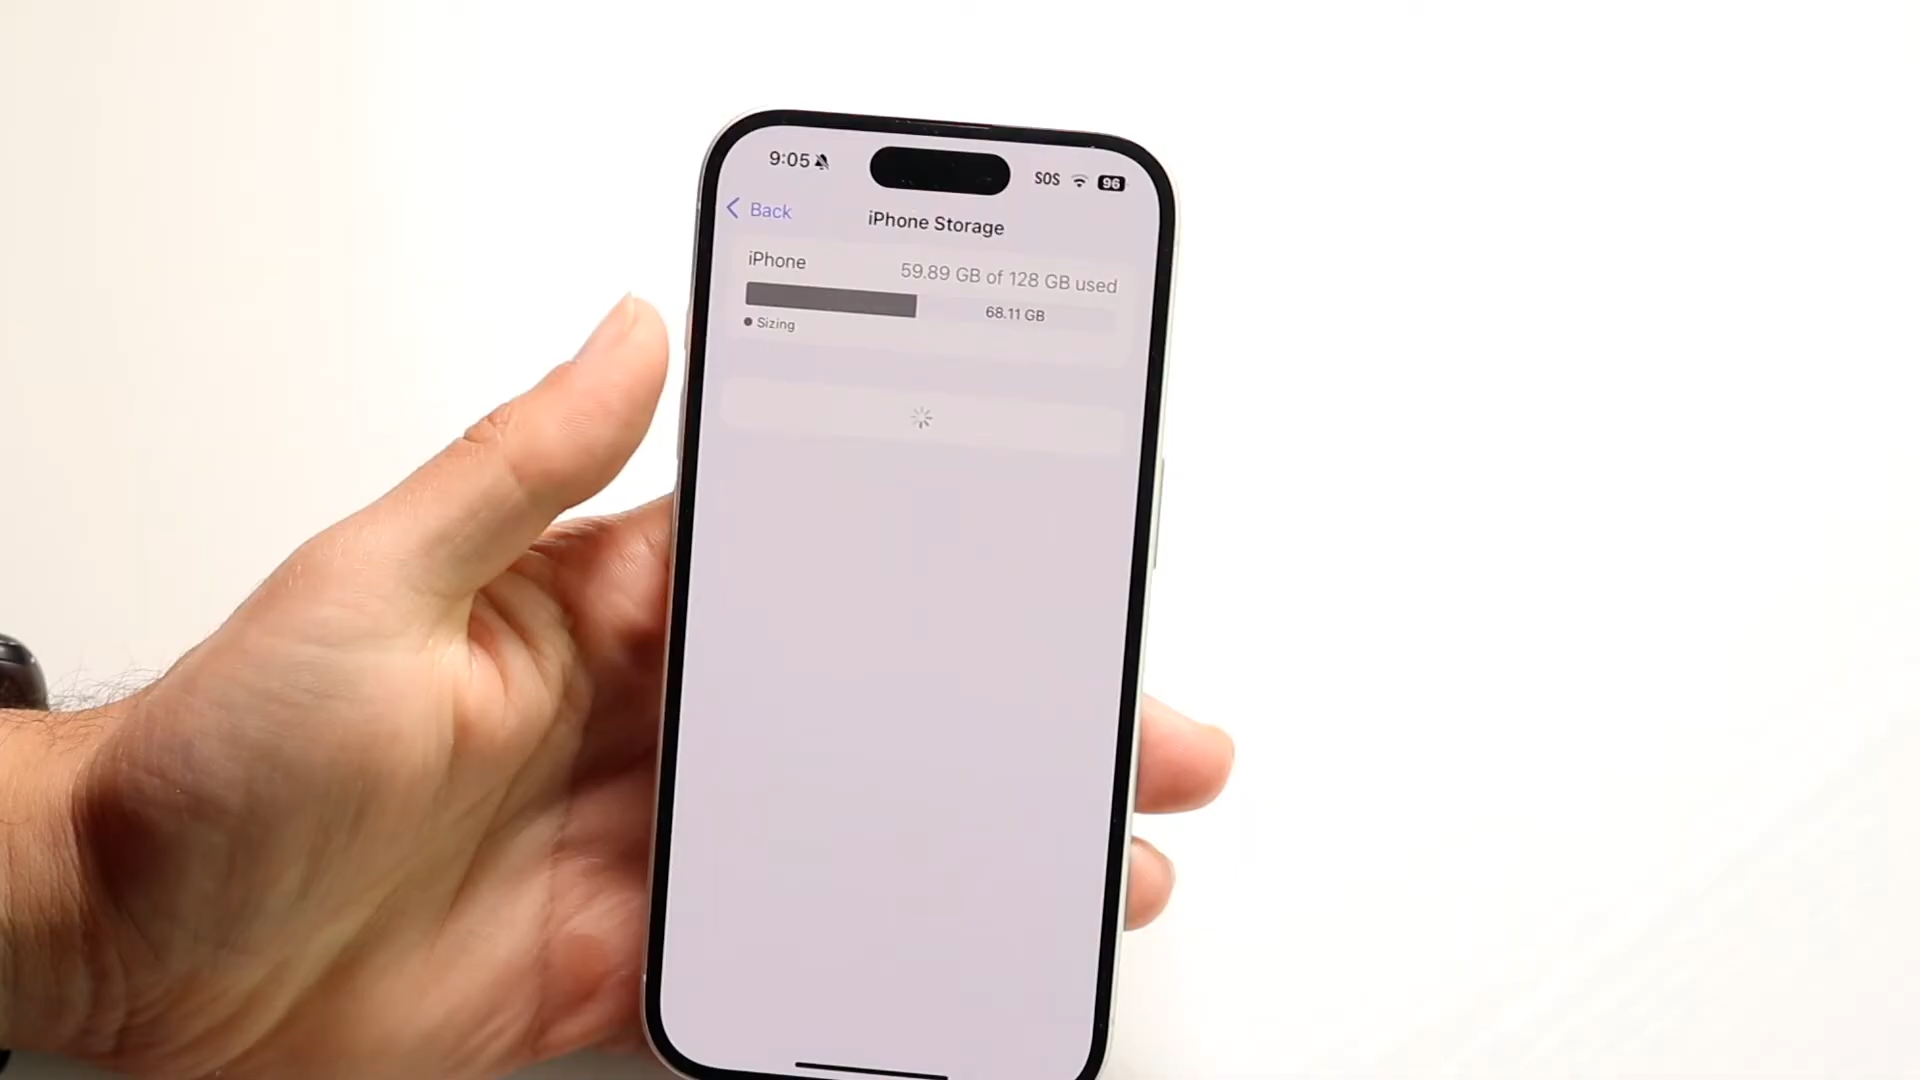 9:05
SOS
96
Back
iPhone Storage
iPhone
59.89 GB of 128 GB used
68.11 GB
Sizing